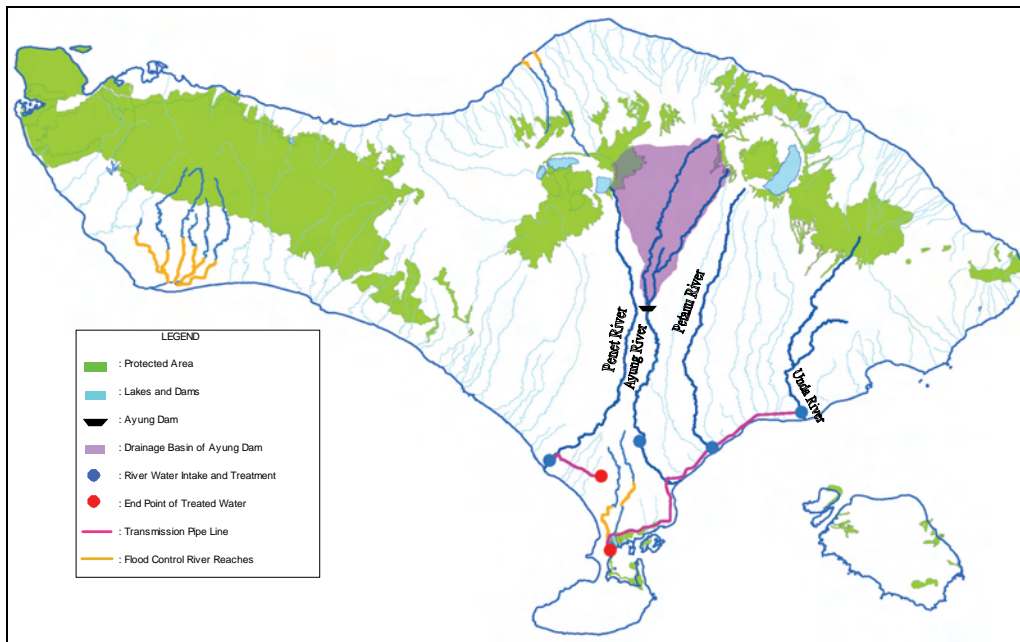 Penet River
Ayung River
Petanu River
Unda River
LEGEND
: Protected Area
: Lakes and Dams
: Ayung Dam
: Drainage Basin of Ayung Dam
: River Water Intake and Treatment
: End Point of Treated Water
: Transmission Pipe Line
: Flood Control River Reaches